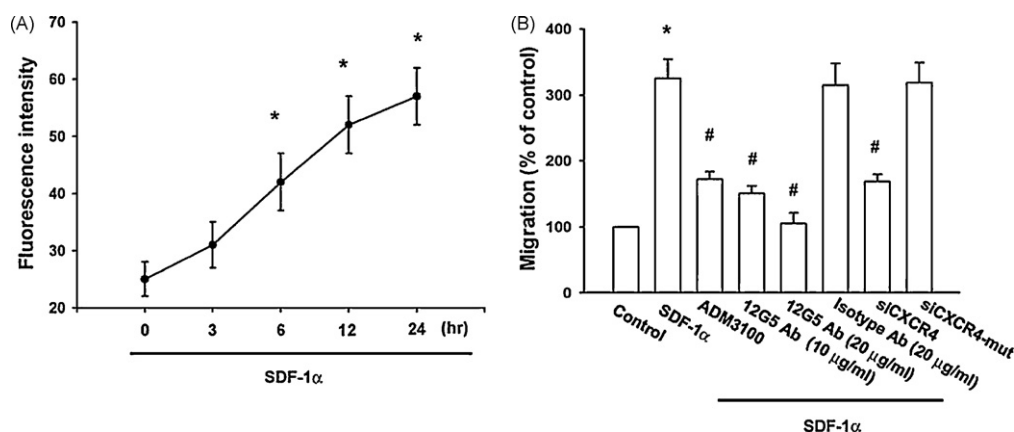 (A)
70
60
50
40
30
20
Fluorescence intensity
*
*
*
0 3 6 12 24 (hr)
SDF-1α
(B)
400
300
200
100
0
Migration (% of control)
*
#
#
#
#
Control
SDF-1α
ADM3100
12G5 Ab (10 μg/ml)
12G5 Ab (20 μg/ml)
Isotype Ab (20 μg/ml)
siCXCR4
siCXCR4-mut
SDF-1α